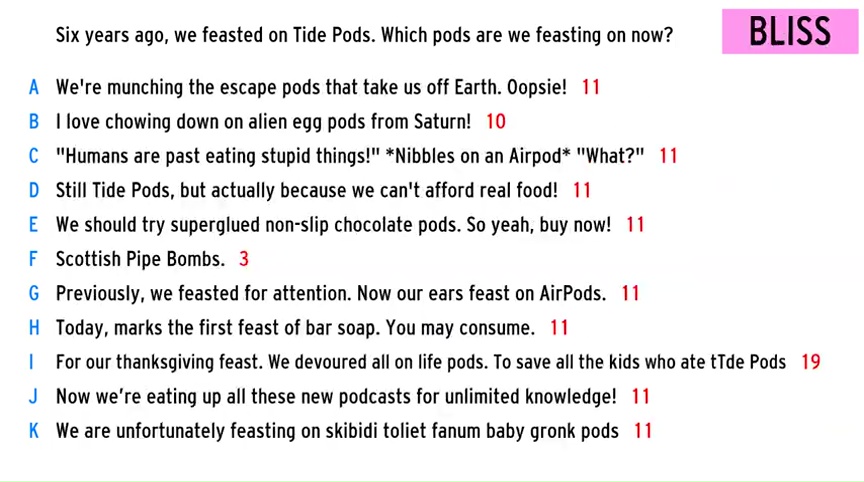 Six years ago, we feasted on Tide Pods. Which pods are we feasting on now?
BLISS
A We're munching the escape pods that take us off Earth. Oopsie! 11
B I love chowing down on alien egg pods from Saturn! 10
C "Humans are past eating stupid things!" *Nibbles on an Airpod* "What?" 11
D Still Tide Pods, but actually because we can't afford real food! 11
E We should try superglued non-slip chocolate pods. So yeah, buy now! 11
F Scottish Pipe Bombs. 3
G Previously, we feasted for attention. Now our ears feast on AirPods. 11
H Today, marks the first feast of bar soap. You may consume. 11
I For our thanksgiving feast. We devoured all on life pods. To save all the kids who ate tTde Pods 19
J Now we’re eating up all these new podcasts for unlimited knowledge! 11
K We are unfortunately feasting on skibidi toliet fanum baby gronk pods 11